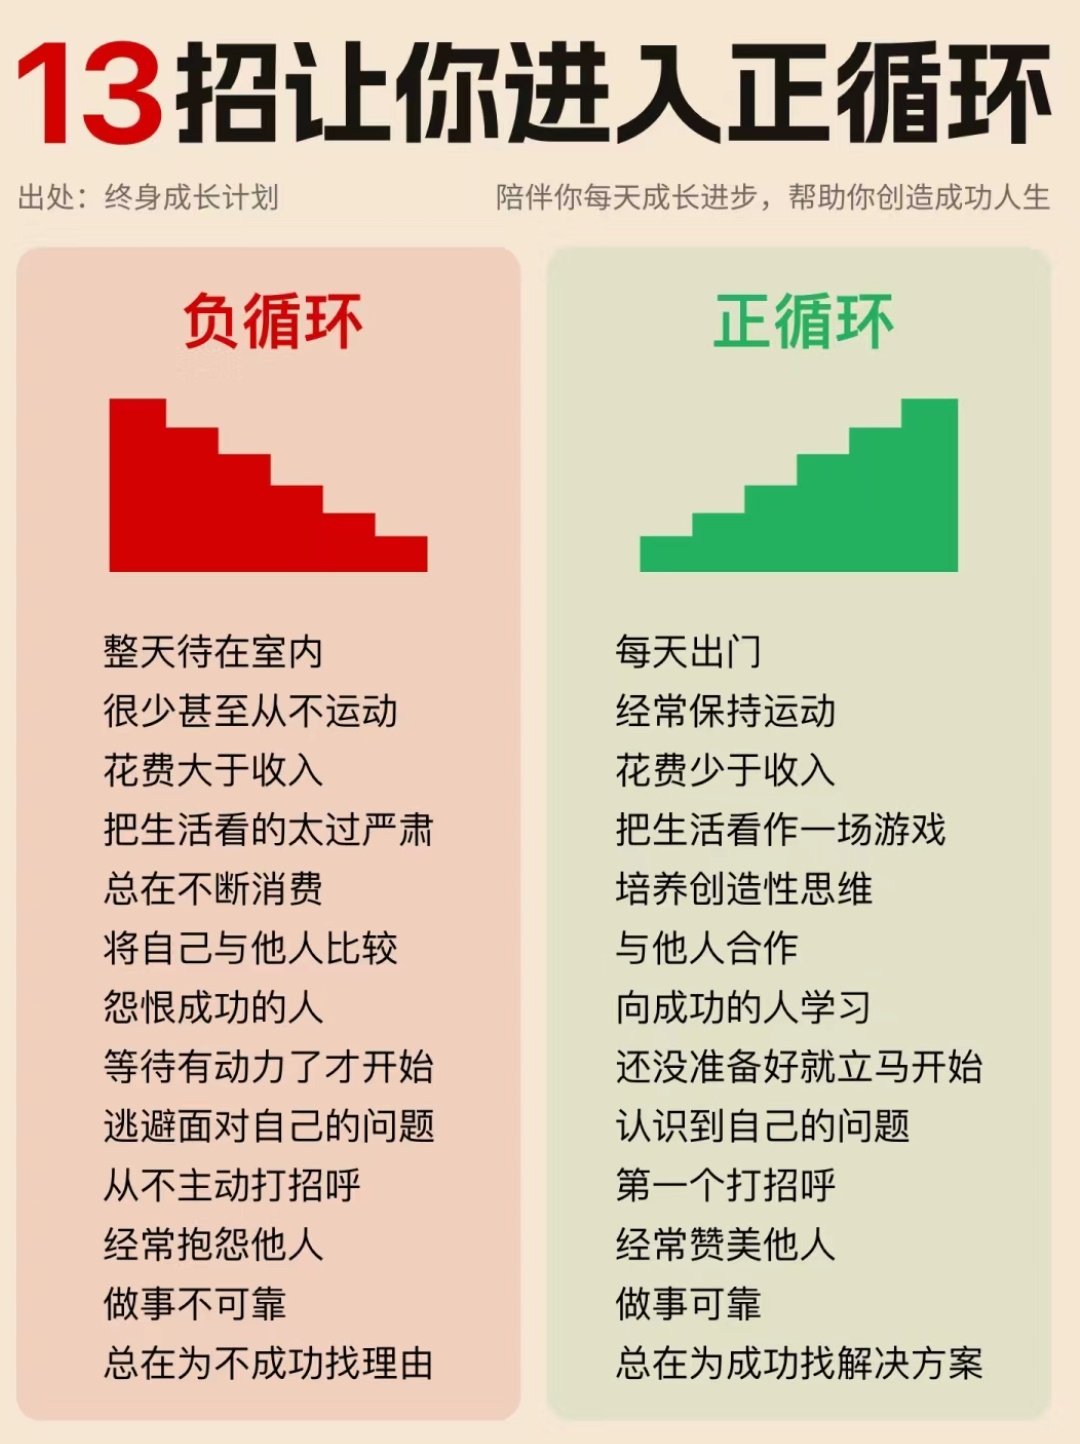 13招让你进入正循环
出处：终身成长计划
陪伴你每天成长进步，帮助你创造成功人生
负循环
整天待在室内
很少甚至从不运动
花费大于收入
把生活看的太过严肃
总在不断消费
将自己与他人比较
怨恨成功的人
等待有动力了才开始
逃避面对自己的问题
从不主动打招呼
经常抱怨他人
做事不可靠
总在为不成功找理由
正循环
每天出门
经常保持运动
花费少于收入
把生活看作一场游戏
培养创造性思维
与他人合作
向成功的人学习
还没准备好就立马开始
认识到自己的问题
第一个打招呼
经常赞美他人
做事可靠
总在为成功找解决方案